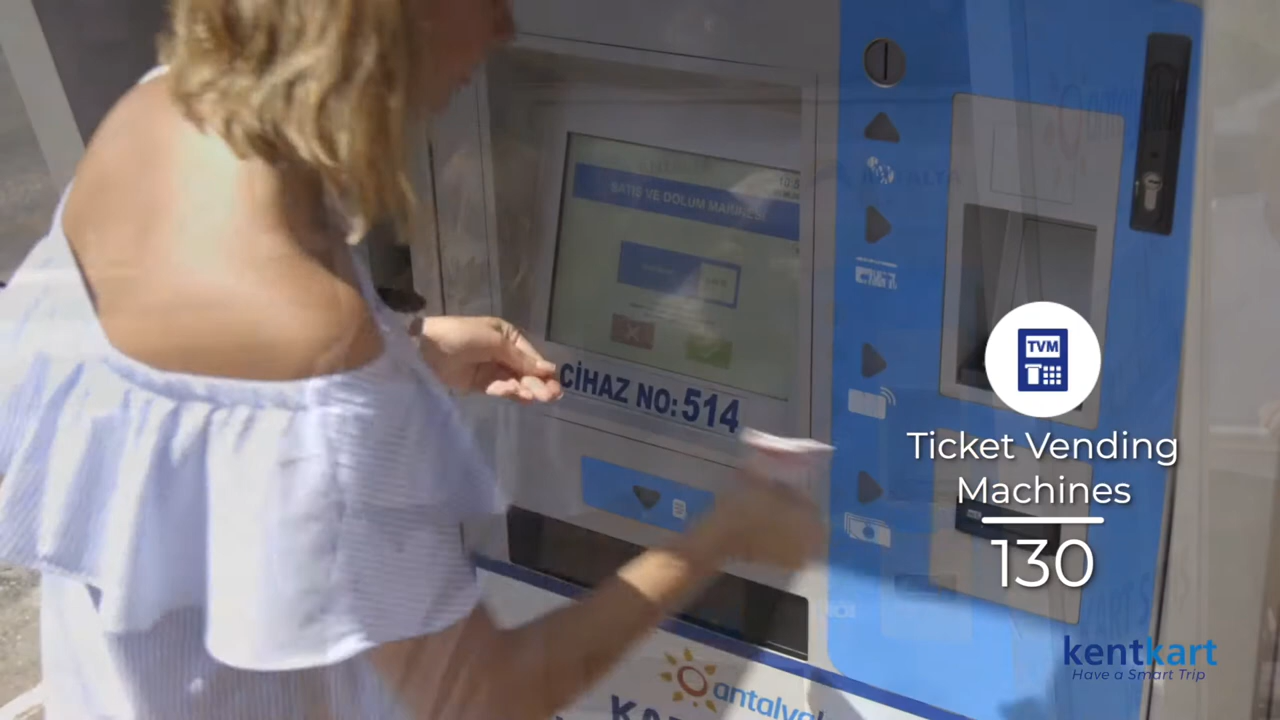 SATIŞ VE DOLUM MAKİNESİ
CİHAZ NO: 514
TVM
Ticket Vending
Machines
130
kentkart
Have a Smart Trip
antalya